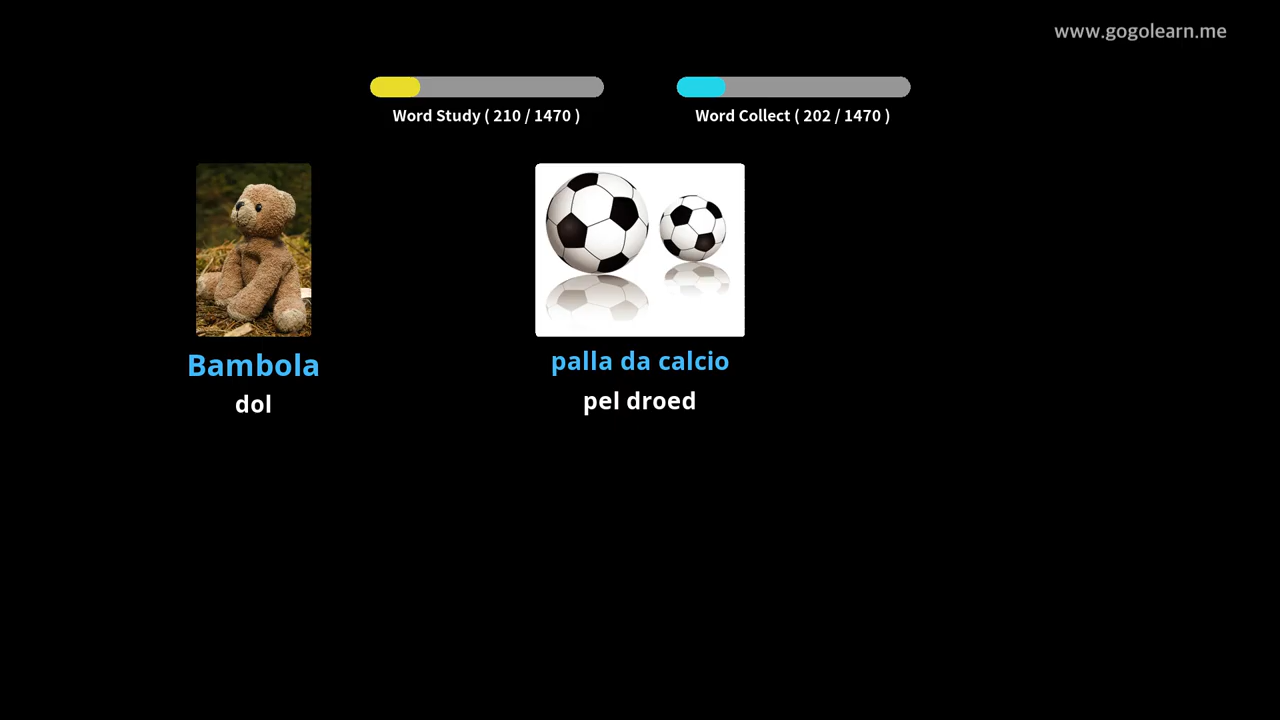 www.gogolearn.me
Word Study ( 210 / 1470 )
Word Collect ( 202 / 1470 )
Bambola
dol
palla da calcio
pel droed